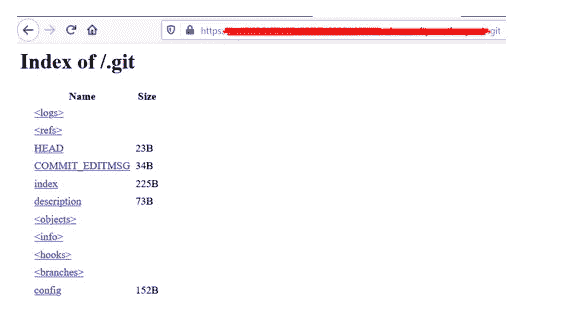 https:
git
Index of /.git
Name Size
<logs>
<refs>
HEAD 23B
COMMIT_EDITMSG 34B
index 225B
description 73B
<objects>
<info>
<hooks>
<branches>
config 152B